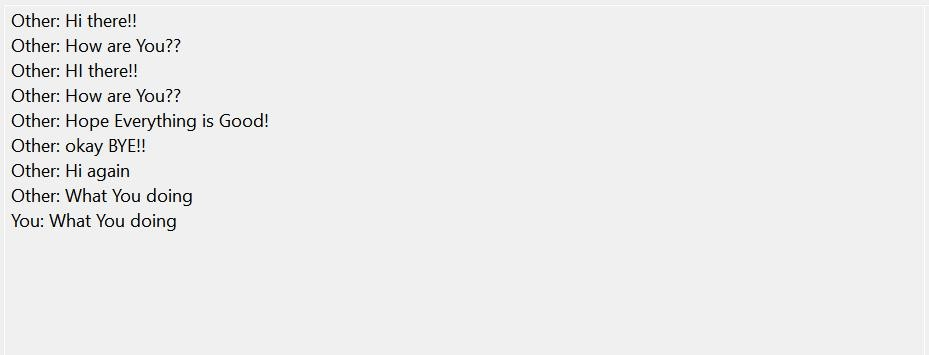 Other: Hi there!!
Other: How are You??
Other: HI there!!
Other: How are You??
Other: Hope Everything is Good!
Other: okay BYE!!
Other: Hi again
Other: What You doing
You: What You doing